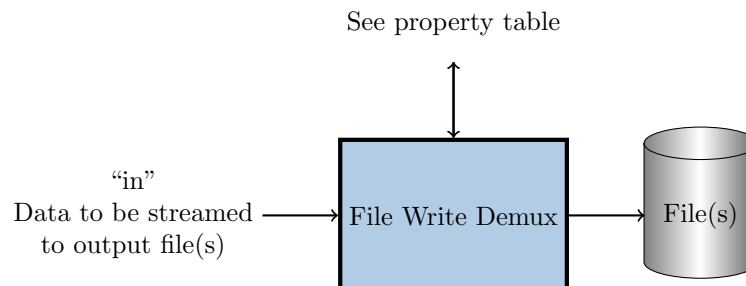 See property table
“in”
Data to be streamed
to output file(s)
File Write Demux
File(s)